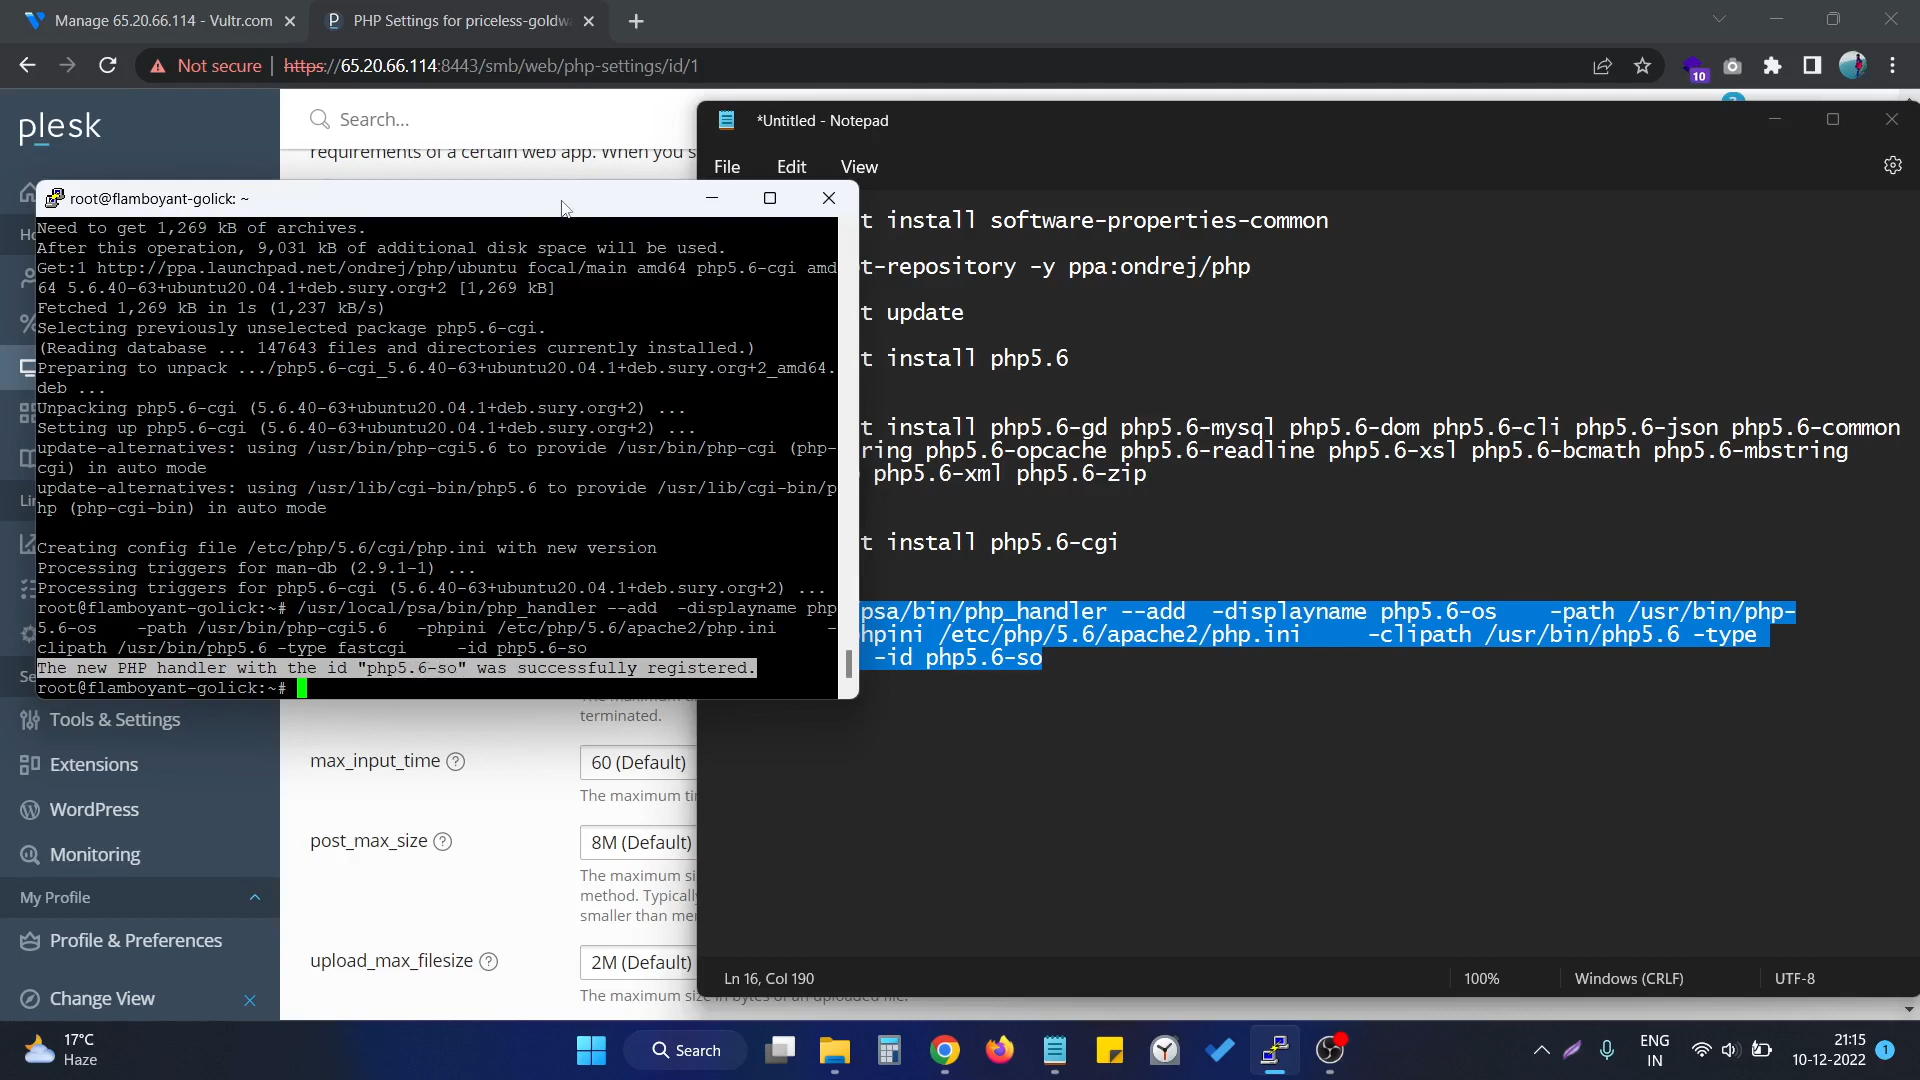 Manage 65.20.66.114 - Vultr.com
PHP Settings for priceless-goldw
Not secure
https://65.20.66.114:8443/smb/web/php-settings/id/1
10
plesk
Search...
requirements of a certain web app. When you s
*Untitled - Notepad
File
Edit
View
root@flamboyant-golick: ~
Need to get 1,269 kB of archives.
After this operation, 9,031 kB of additional disk space will be used.
Get:1 http://ppa.launchpad.net/ondrej/php/ubuntu focal/main amd64 php5.6-cgi amd
64 5.6.40-63+ubuntu20.04.1+deb.sury.org+2 [1,269 kB]
Fetched 1,269 kB in 1s (1,237 kB/s)
Selecting previously unselected package php5.6-cgi.
(Reading database ... 147643 files and directories currently installed.)
Preparing to unpack .../php5.6-cgi_5.6.40-63+ubuntu20.04.1+deb.sury.org+2_amd64.
deb ...
Unpacking php5.6-cgi (5.6.40-63+ubuntu20.04.1+deb.sury.org+2) ...
Setting up php5.6-cgi (5.6.40-63+ubuntu20.04.1+deb.sury.org+2) ...
update-alternatives: using /usr/bin/php-cgi5.6 to provide /usr/bin/php-cgi (php-
cgi) in auto mode
update-alternatives: using /usr/lib/cgi-bin/php5.6 to provide /usr/lib/cgi-bin/p
hp (php-cgi-bin) in auto mode
Creating config file /etc/php/5.6/cgi/php.ini with new version
Processing triggers for man-db (2.9.1-1) ...
Processing triggers for php5.6-cgi (5.6.40-63+ubuntu20.04.1+deb.sury.org+2) ...
root@flamboyant-golick:~# /usr/local/psa/bin/php_handler --add -displayname php
5.6-os -path /usr/bin/php-cgi5.6 -phpini /etc/php/5.6/apache2/php.ini -
clipath /usr/bin/php5.6 -type fastcgi -id php5.6-so
The new PHP handler with the id "php5.6-so" was successfully registered.
root@flamboyant-golick:~#
t install software-properties-common
t-repository -y ppa:ondrej/php
t update
t install php5.6
t install php5.6-gd php5.6-mysql php5.6-dom php5.6-cli php5.6-json php5.6-common
ring php5.6-opcache php5.6-readline php5.6-xsl php5.6-bcmath php5.6-mbstring
php5.6-xml php5.6-zip
t install php5.6-cgi
psa/bin/php_handler --add -displayname php5.6-os -path /usr/bin/php-
hpini /etc/php/5.6/apache2/php.ini -clipath /usr/bin/php5.6 -type
-id php5.6-so
Ln 16, Col 190
100%
Windows (CRLF)
UTF-8
Ho
Lin
Se
Tools & Settings
Extensions
WordPress
Monitoring
My Profile
Profile & Preferences
Change View
terminated.
max_input_time
60 (Default)
The maximum ti
post_max_size
8M (Default)
The maximum si
method. Typicall
smaller than mer
upload_max_filesize
2M (Default)
The maximum size in bytes of an uploaded file.
17°C
Haze
Search
ENG
IN
21:15
10-12-2022
1